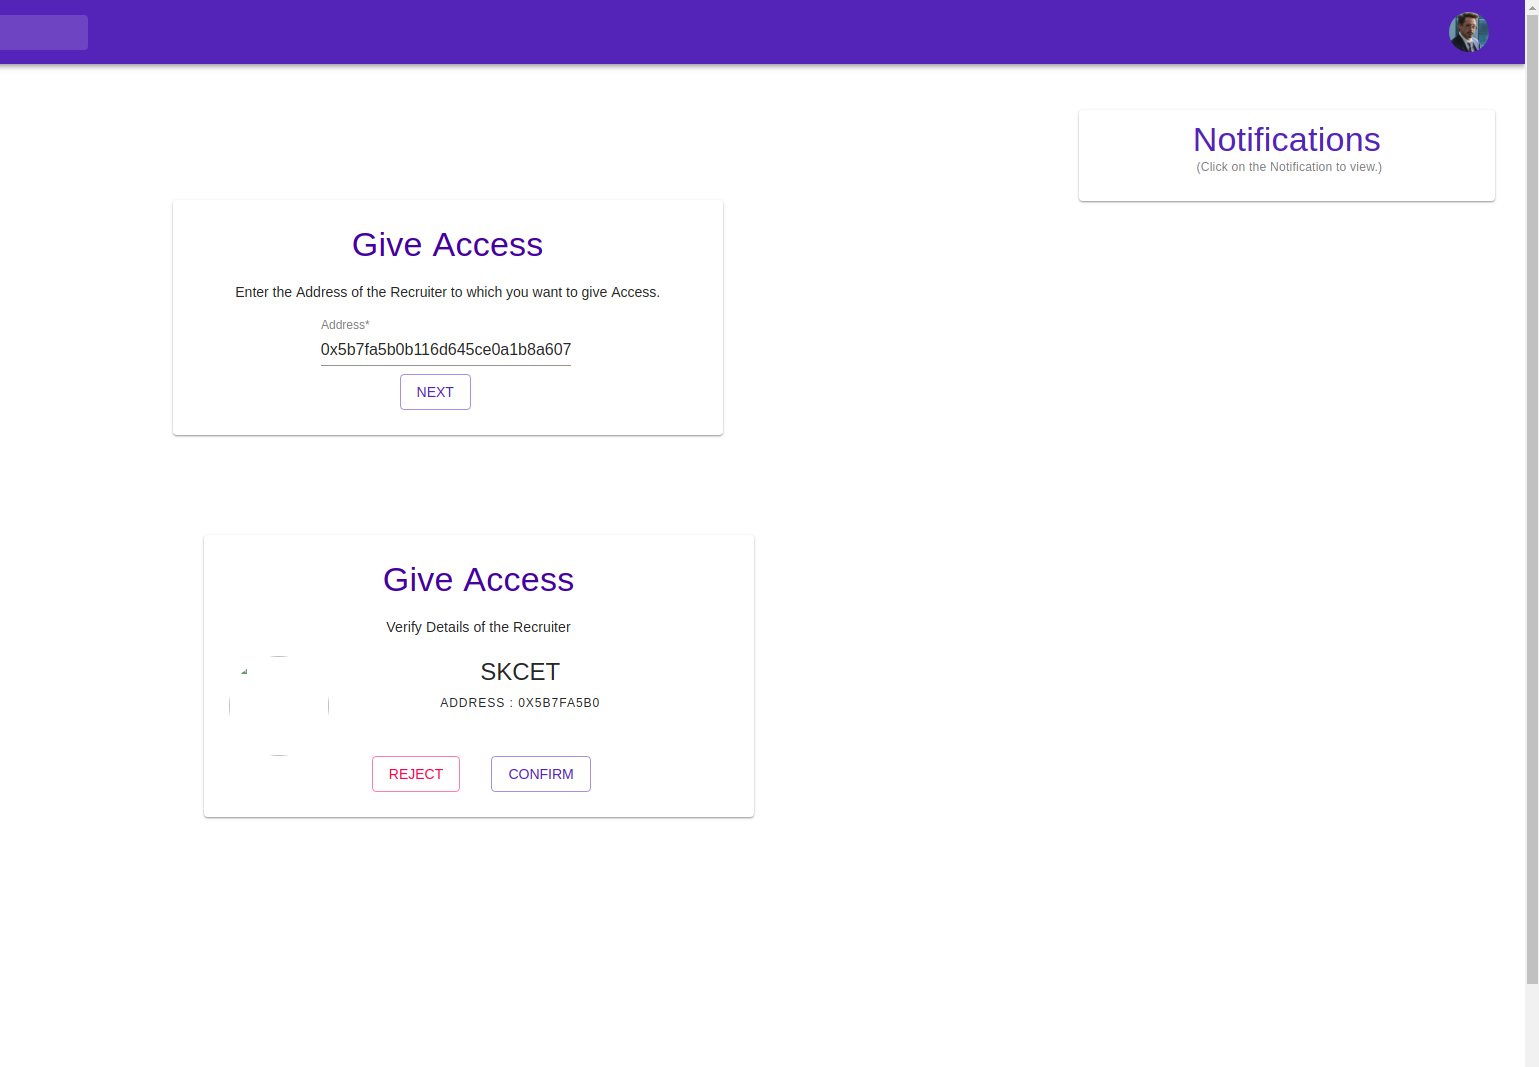 Notifications
(Click on the Notification to view.)
Give Access
Enter the Address of the Recruiter to which you want to give Access.
Address*
0x5b7fa5b0b116d645ce0a1b8a607
NEXT
Give Access
Verify Details of the Recruiter
SKCET
ADDRESS : 0X5B7FA5B0
REJECT
CONFIRM